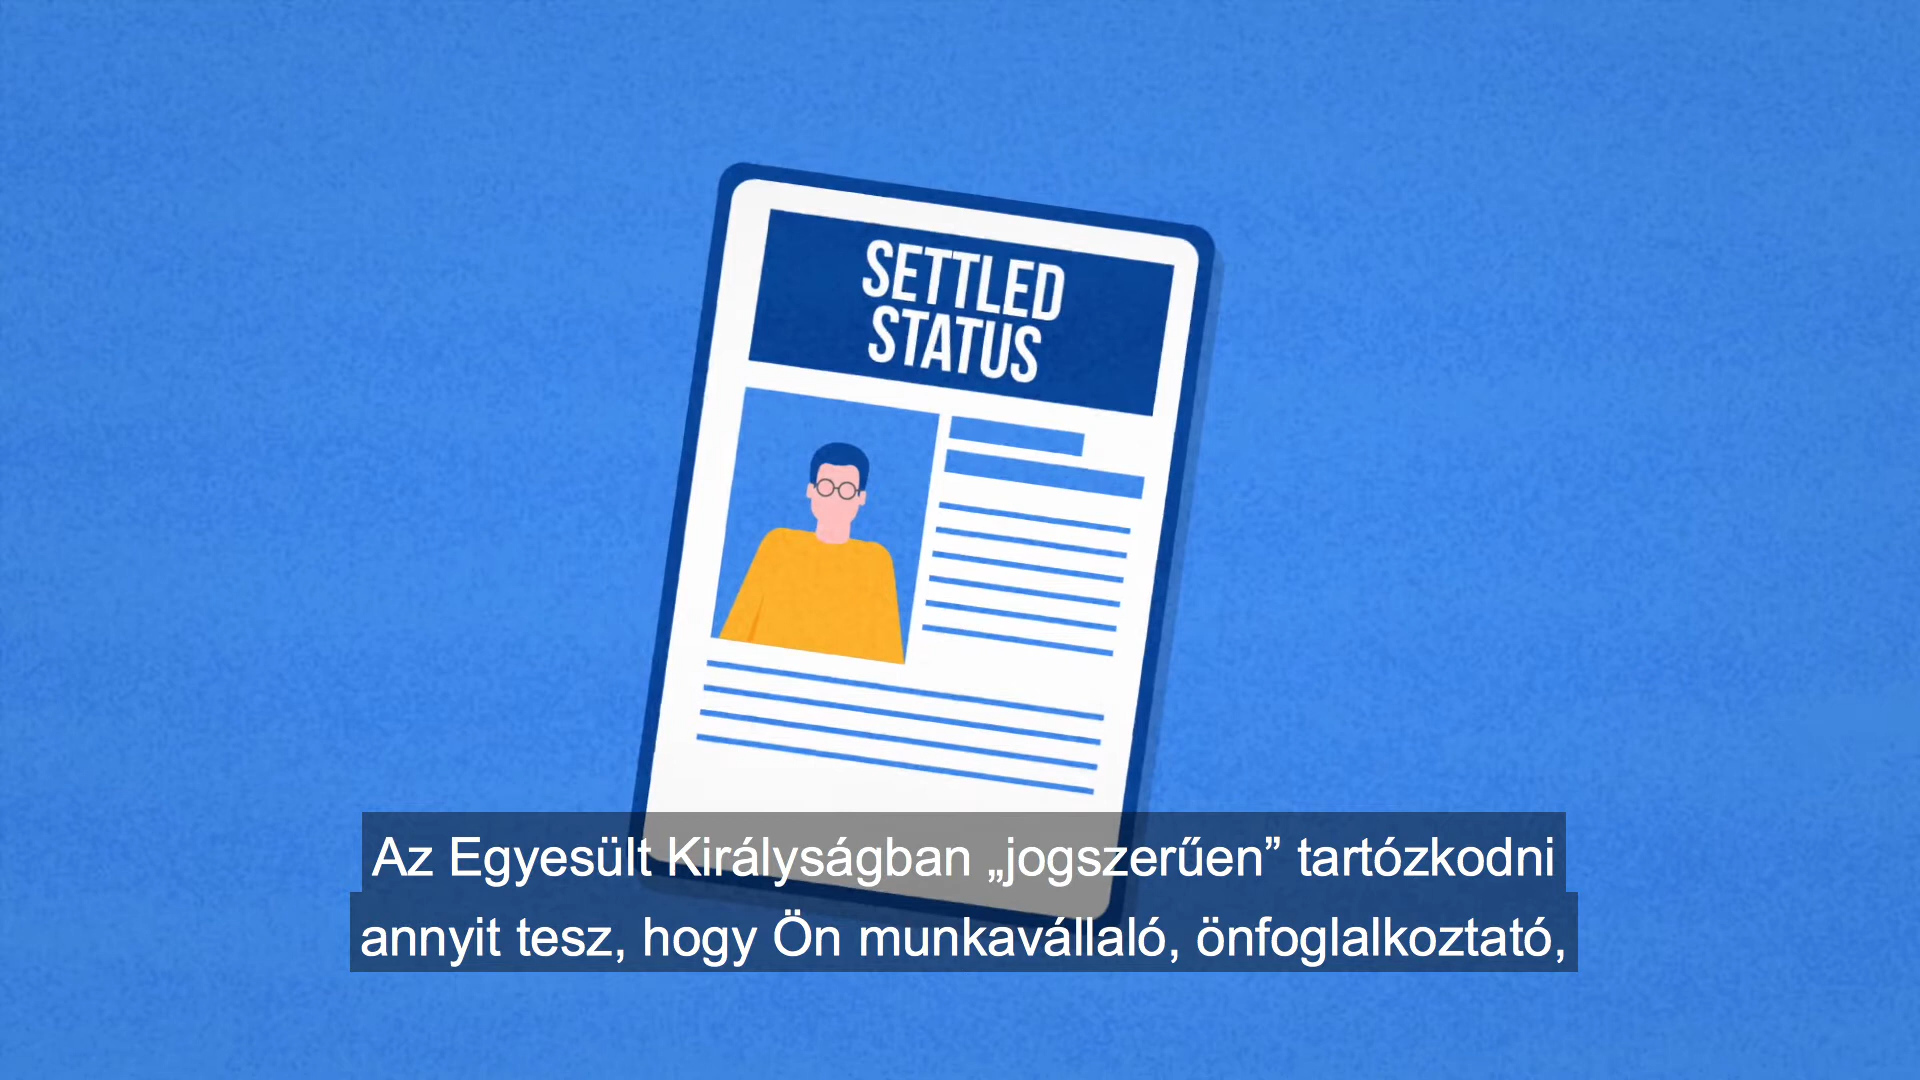 SETTLED
STATUS
Az Egyesült Királyságban „jogszerűen” tartózkodni
annyit tesz, hogy Ön munkavállaló, önfoglalkoztató,